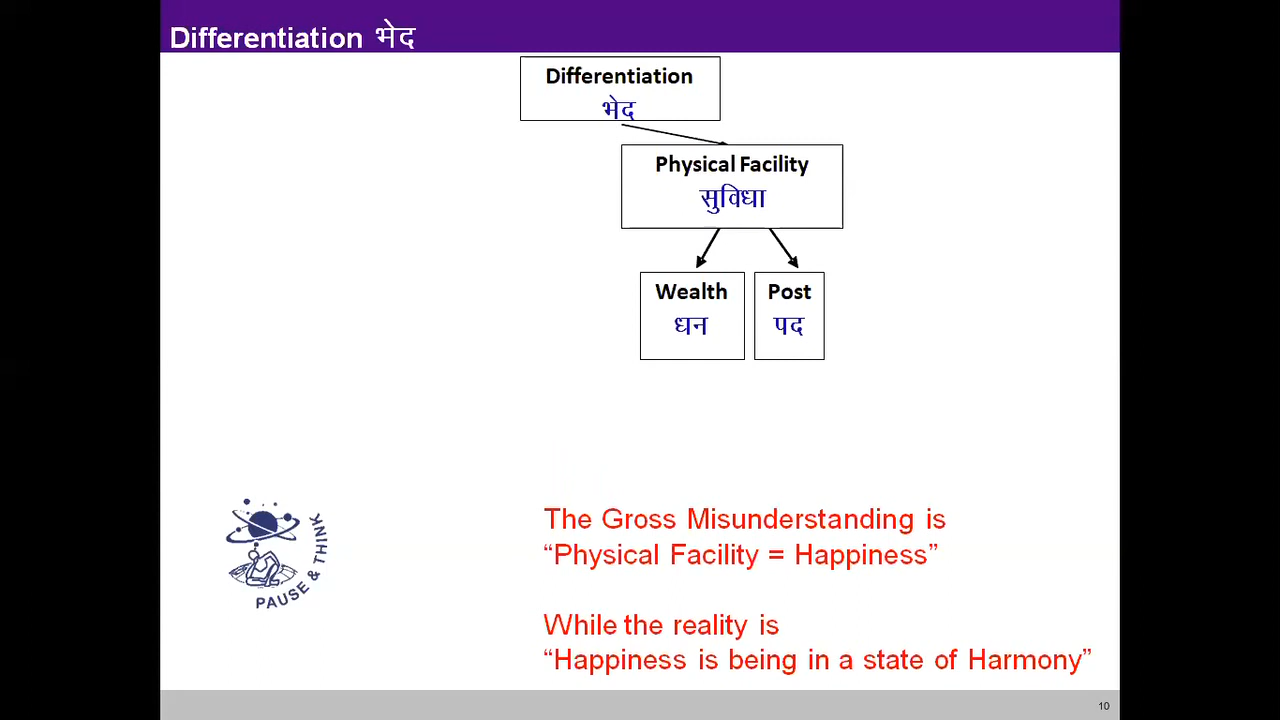 Differentiation भेद
Differentiation
भेद
Physical Facility
सुविधा
Wealth
धन
Post
पद
PAUSE & THINK
The Gross Misunderstanding is
“Physical Facility = Happiness”
While the reality is
“Happiness is being in a state of Harmony”
10